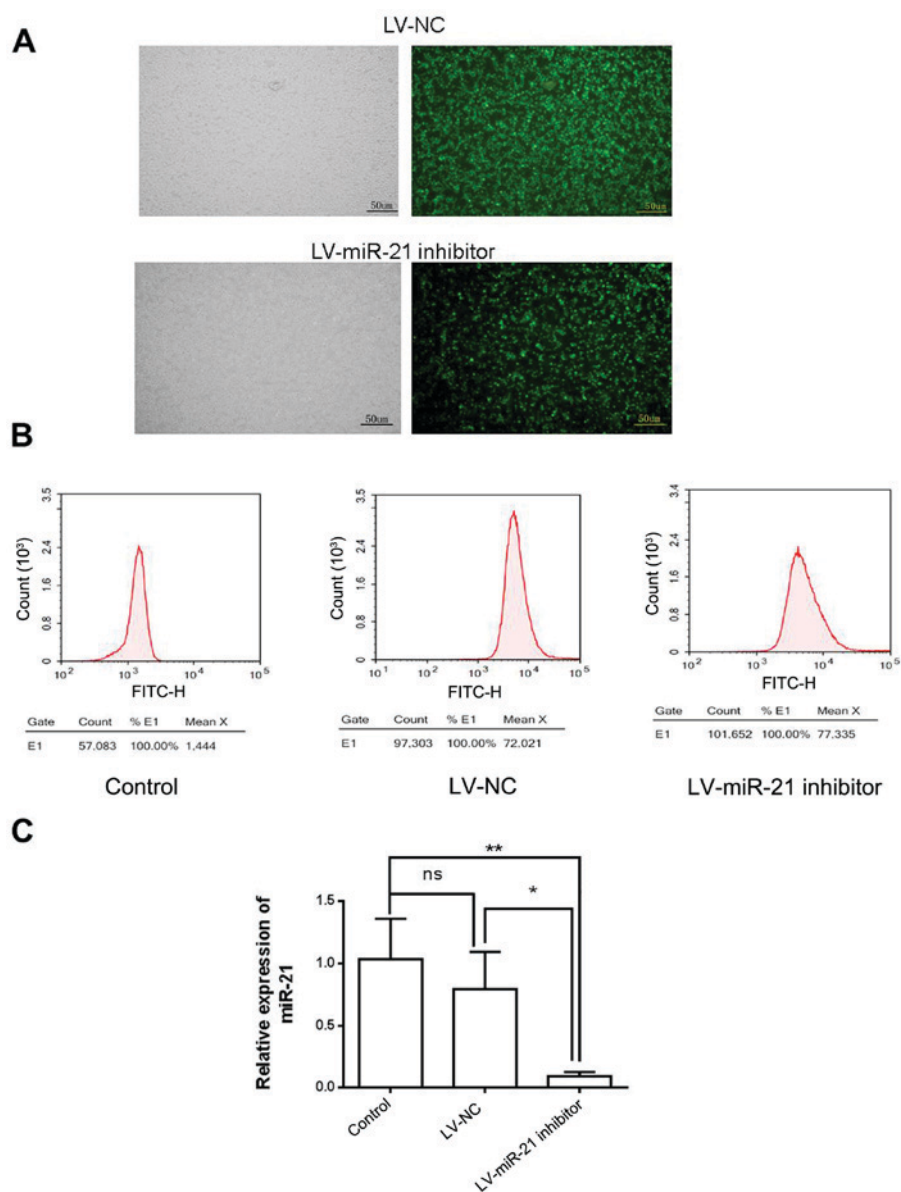 A
LV-NC
50um
50um
LV-miR-21 inhibitor
50um
50um
B
Count (10³)
3.5
2.4
1.6
0.8
0
10² 10³ 10⁴ 10⁵
FITC-H
Gate Count % E1 Mean X
E1 57.083 100.00% 1,444
Control
Count (10³)
3.5
2.4
1.6
0.8
0
10¹ 10² 10³ 10⁴ 10⁵
FITC-H
Gate Count % E1 Mean X
E1 97.303 100.00% 72.021
LV-NC
Count (10³)
3.4
2.4
1.6
0.8
0
10² 10³ 10⁴ 10⁵
FITC-H
Gate Count % E1 Mean X
E1 101.652 100.00% 77.335
LV-miR-21 inhibitor
C
Relative expression of
miR-21
1.5
1.0
0.5
0.0
**
ns
*
Control
LV-NC
LV-miR-21 inhibitor